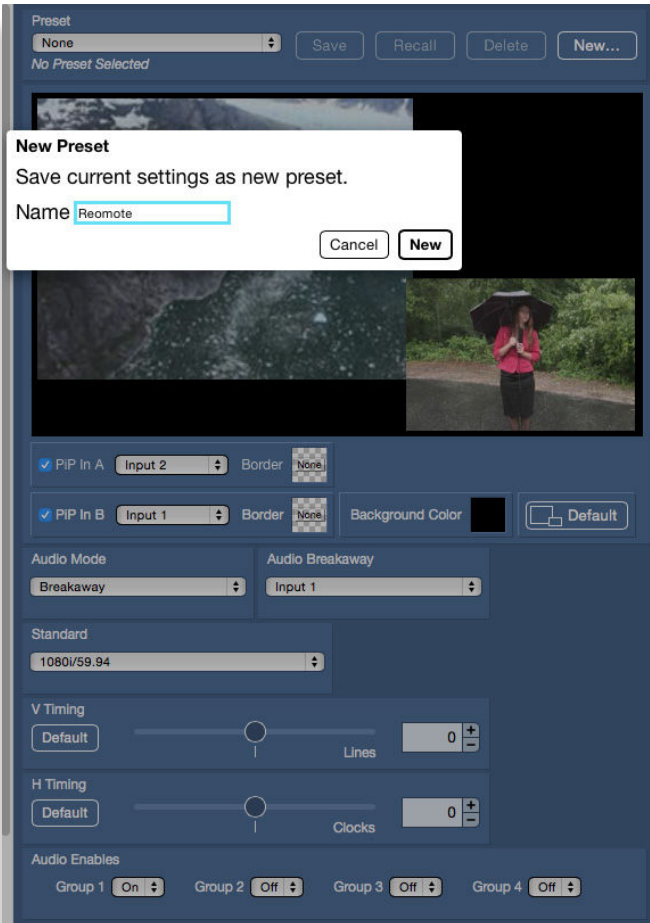 Preset
None Save Recall Delete New...
No Preset Selected
New Preset
Save current settings as new preset.
Name Reomote
Cancel New
PiP In A Input 2 Border None
PiP In B Input 1 Border None Background Color Default
Audio Mode Audio Breakaway
Breakaway Input 1
Standard
1080i/59.94
V Timing
Default Lines 0 + −
H Timing
Default Clocks 0 + −
Audio Enables
Group 1 On Group 2 Off Group 3 Off Group 4 Off